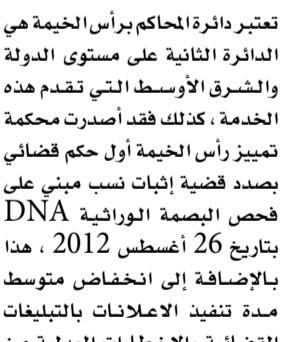 تعتبر دائرة المحاكم برأس الخيمة هي
الدائرة الثانية على مستوى الدولة
والشرق الأوسط التي تقدم هذه
الخدمة ، كذلك فقد أصدرت محكمة
تمييز رأس الخيمة أول حكم قضائي
بصدد قضية إثبات نسب مبني على
فحص البصمة الوراثية DNA
بتاريخ 26 أغسطس 2012 ، هذا
بالإضافة إلى انخفاض متوسط
مدة تنفيذ الاعلانات بالتبليغات